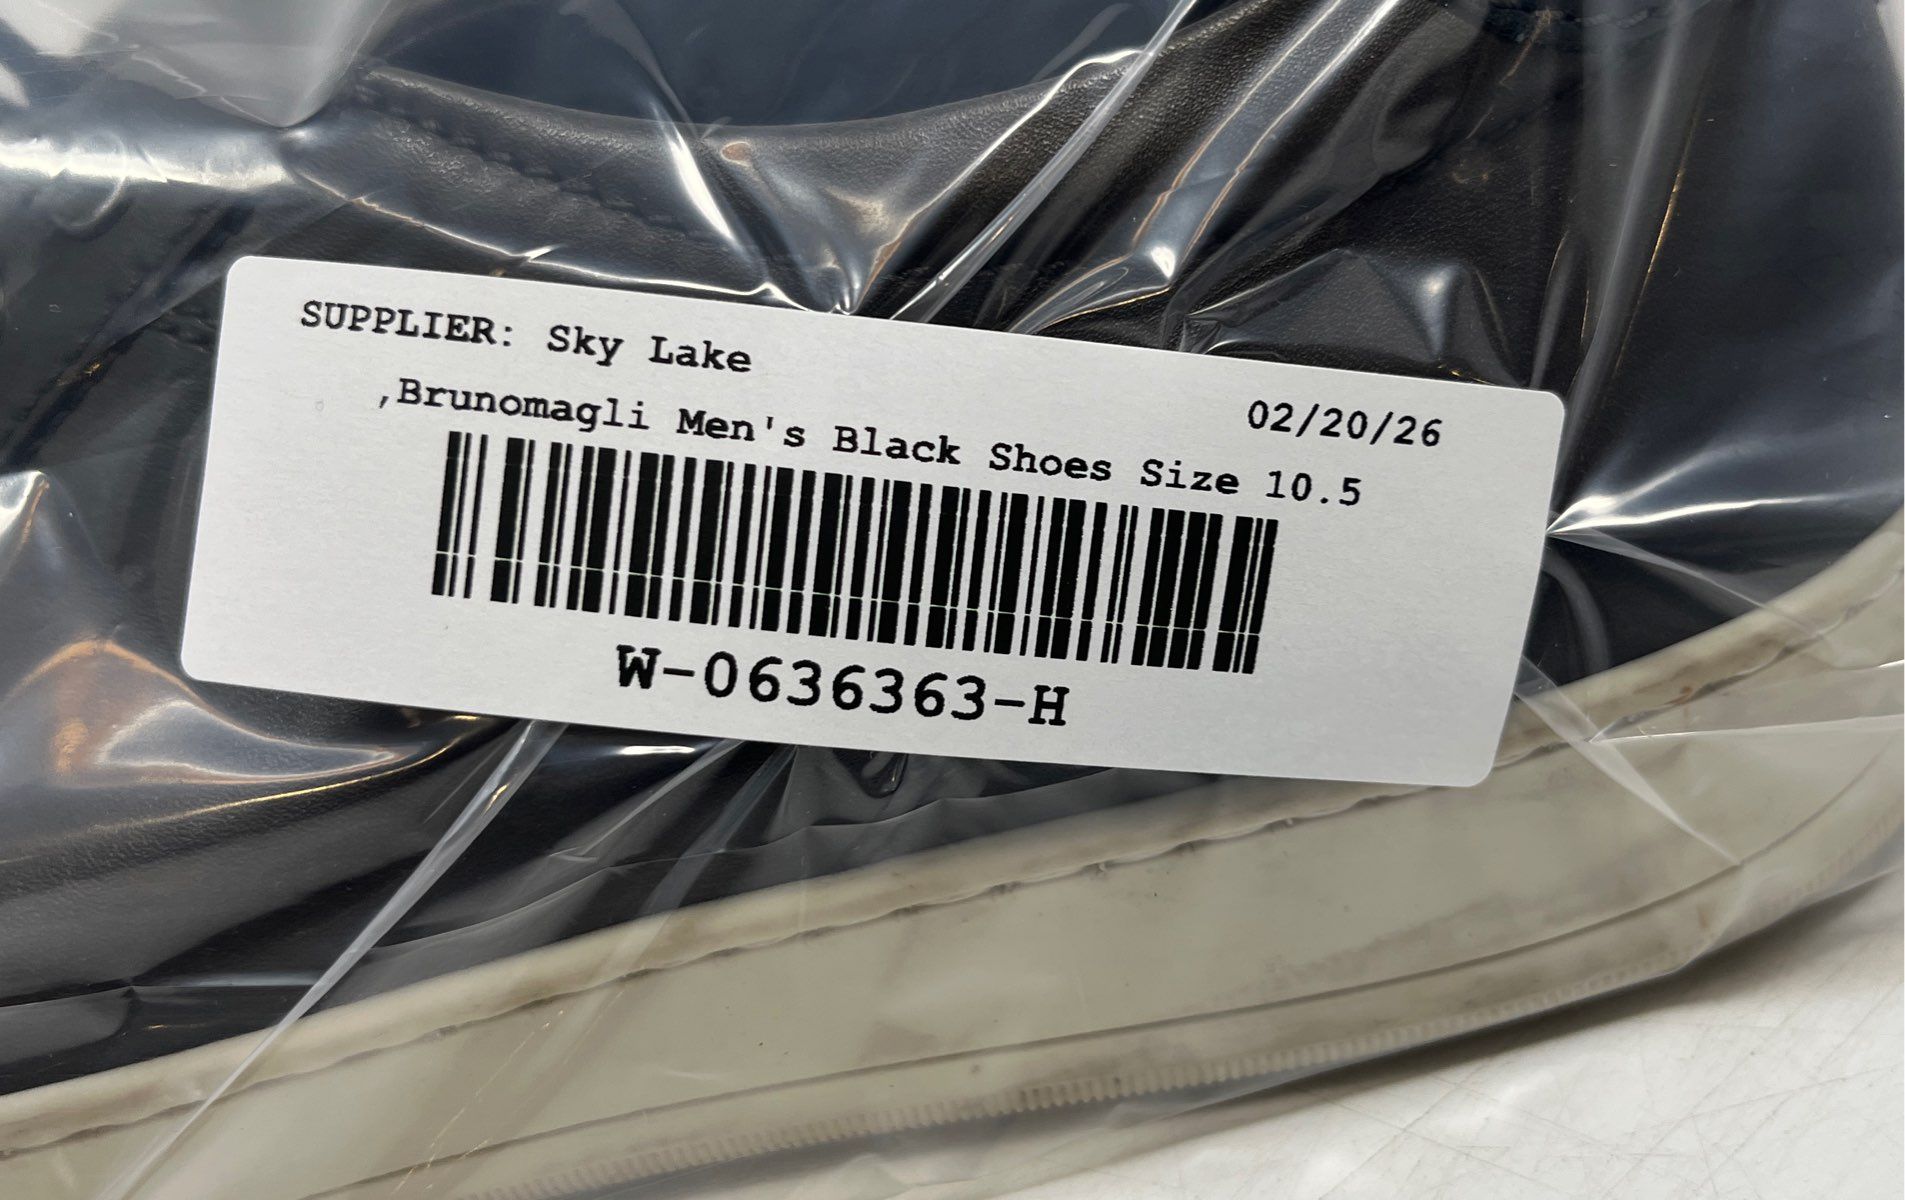 SUPPLIER: Sky Lake
02/20/26
,Brunomagli Men's Black Shoes Size 10.5
W-0636363-H